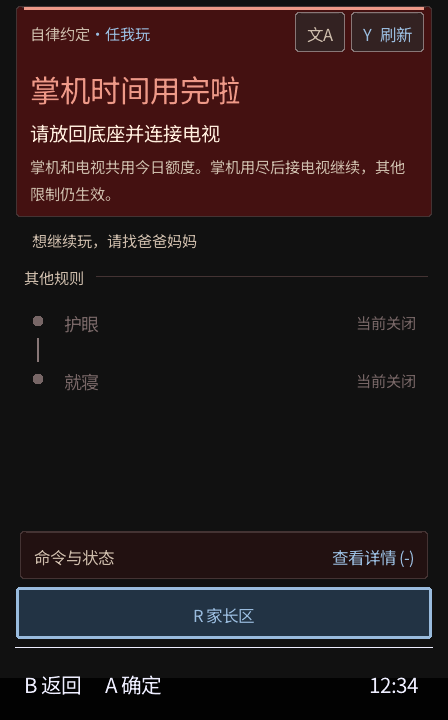 自律约定·任我玩 文A Y 刷新
掌机时间用完啦
请放回底座并连接电视
掌机和电视共用今日额度。掌机用尽后接电视继续，其他
限制仍生效。
想继续玩，请找爸爸妈妈
其他规则
护眼 当前关闭
就寝 当前关闭
命令与状态 查看详情 (-)
R 家长区
B 返回 A 确定 12:34